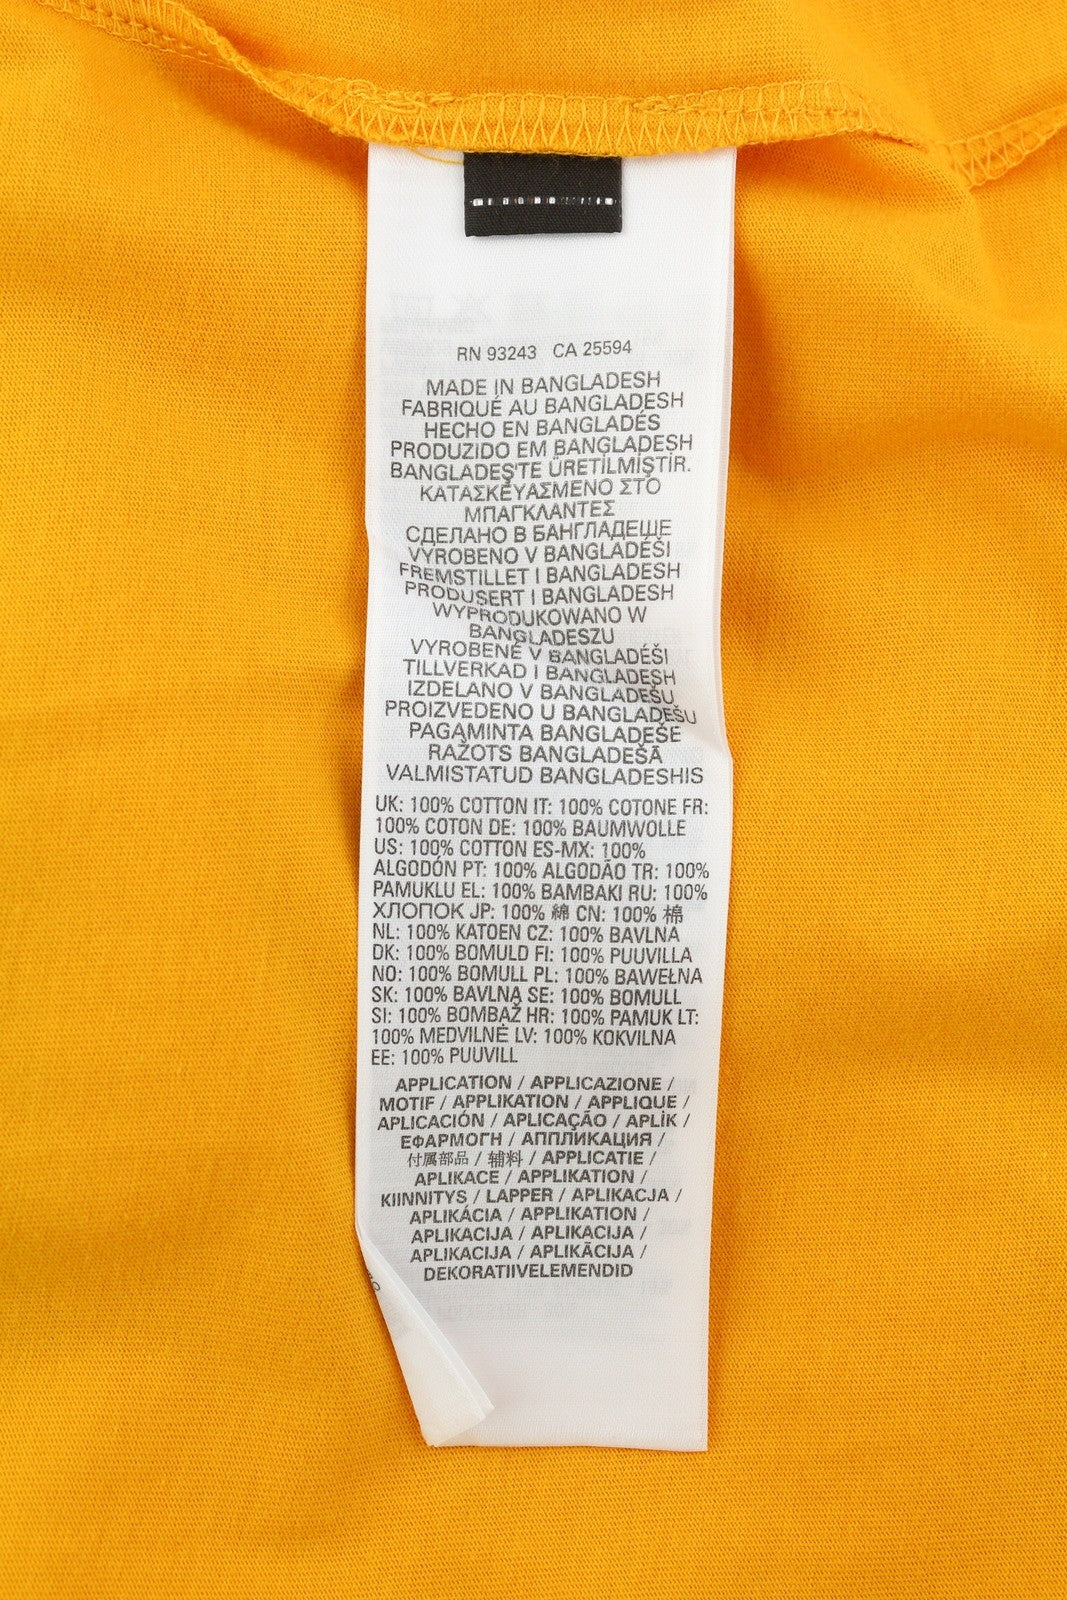 RN 93243 CA 25594
MADE IN BANGLADESH
FABRIQUÉ AU BANGLADESH
HECHO EN BANGLADÉS
PRODUZIDO EM BANGLADESH
BANGLADEŞ'TE ÜRETİLMİŞTİR.
ΚΑΤΑΣΚΕΥΑΣΜΕΝΟ ΣΤΟ
ΜΠΑΓΚΛΑΝΤΕΣ
СДЕЛАНО В БАНГЛАДЕШЕ
VYROBENO V BANGLADÉŠI
FREMSTILLET I BANGLADESH
PRODUSERT I BANGLADESH
WYPRODUKOWANO W
BANGLADESZU
VYROBENÉ V BANGLADÉŠI
TILLVERKAD I BANGLADESH
IZDELANO V BANGLADEŠU
PROIZVEDENO U BANGLADEŠU
PAGAMINTA BANGLADEŠE
RAŽOTS BANGLADEŠĀ
VALMISTATUD BANGLADESHIS
UK: 100% COTTON IT: 100% COTONE FR:
100% COTON DE: 100% BAUMWOLLE
US: 100% COTTON ES-MX: 100%
ALGODÓN PT: 100% ALGODÃO TR: 100%
PAMUKLU EL: 100% ΒΑΜΒΑΚΙ RU: 100%
ХЛОПОК JP: 100% 綿 CN: 100% 棉
NL: 100% KATOEN CZ: 100% BAVLNA
DK: 100% BOMULD FI: 100% PUUVILLA
NO: 100% BOMULL PL: 100% BAWEŁNA
SK: 100% BAVLNA SE: 100% BOMULL
SI: 100% BOMBAŽ HR: 100% PAMUK LT:
100% MEDVILNĖ LV: 100% KOKVILNA
EE: 100% PUUVILL
APPLICATION / APPLICAZIONE /
MOTIF / APPLIKATION / APPLIQUE /
APLICACIÓN / APLICAÇÃO / APLİK /
ΕΦΑΡΜΟΓΗ / АППЛИКАЦИЯ /
付属部品 / 辅料 / APPLICATIE /
APLIKACE / APPLIKATION /
KIINNITYS / LAPPER / APLIKACJA /
APLIKÁCIA / APPLIKATION /
APLIKACIJA / APLIKACIJA /
APLIKACIJA / APLIKĀCIJA /
DEKORATIIVELEMENDID